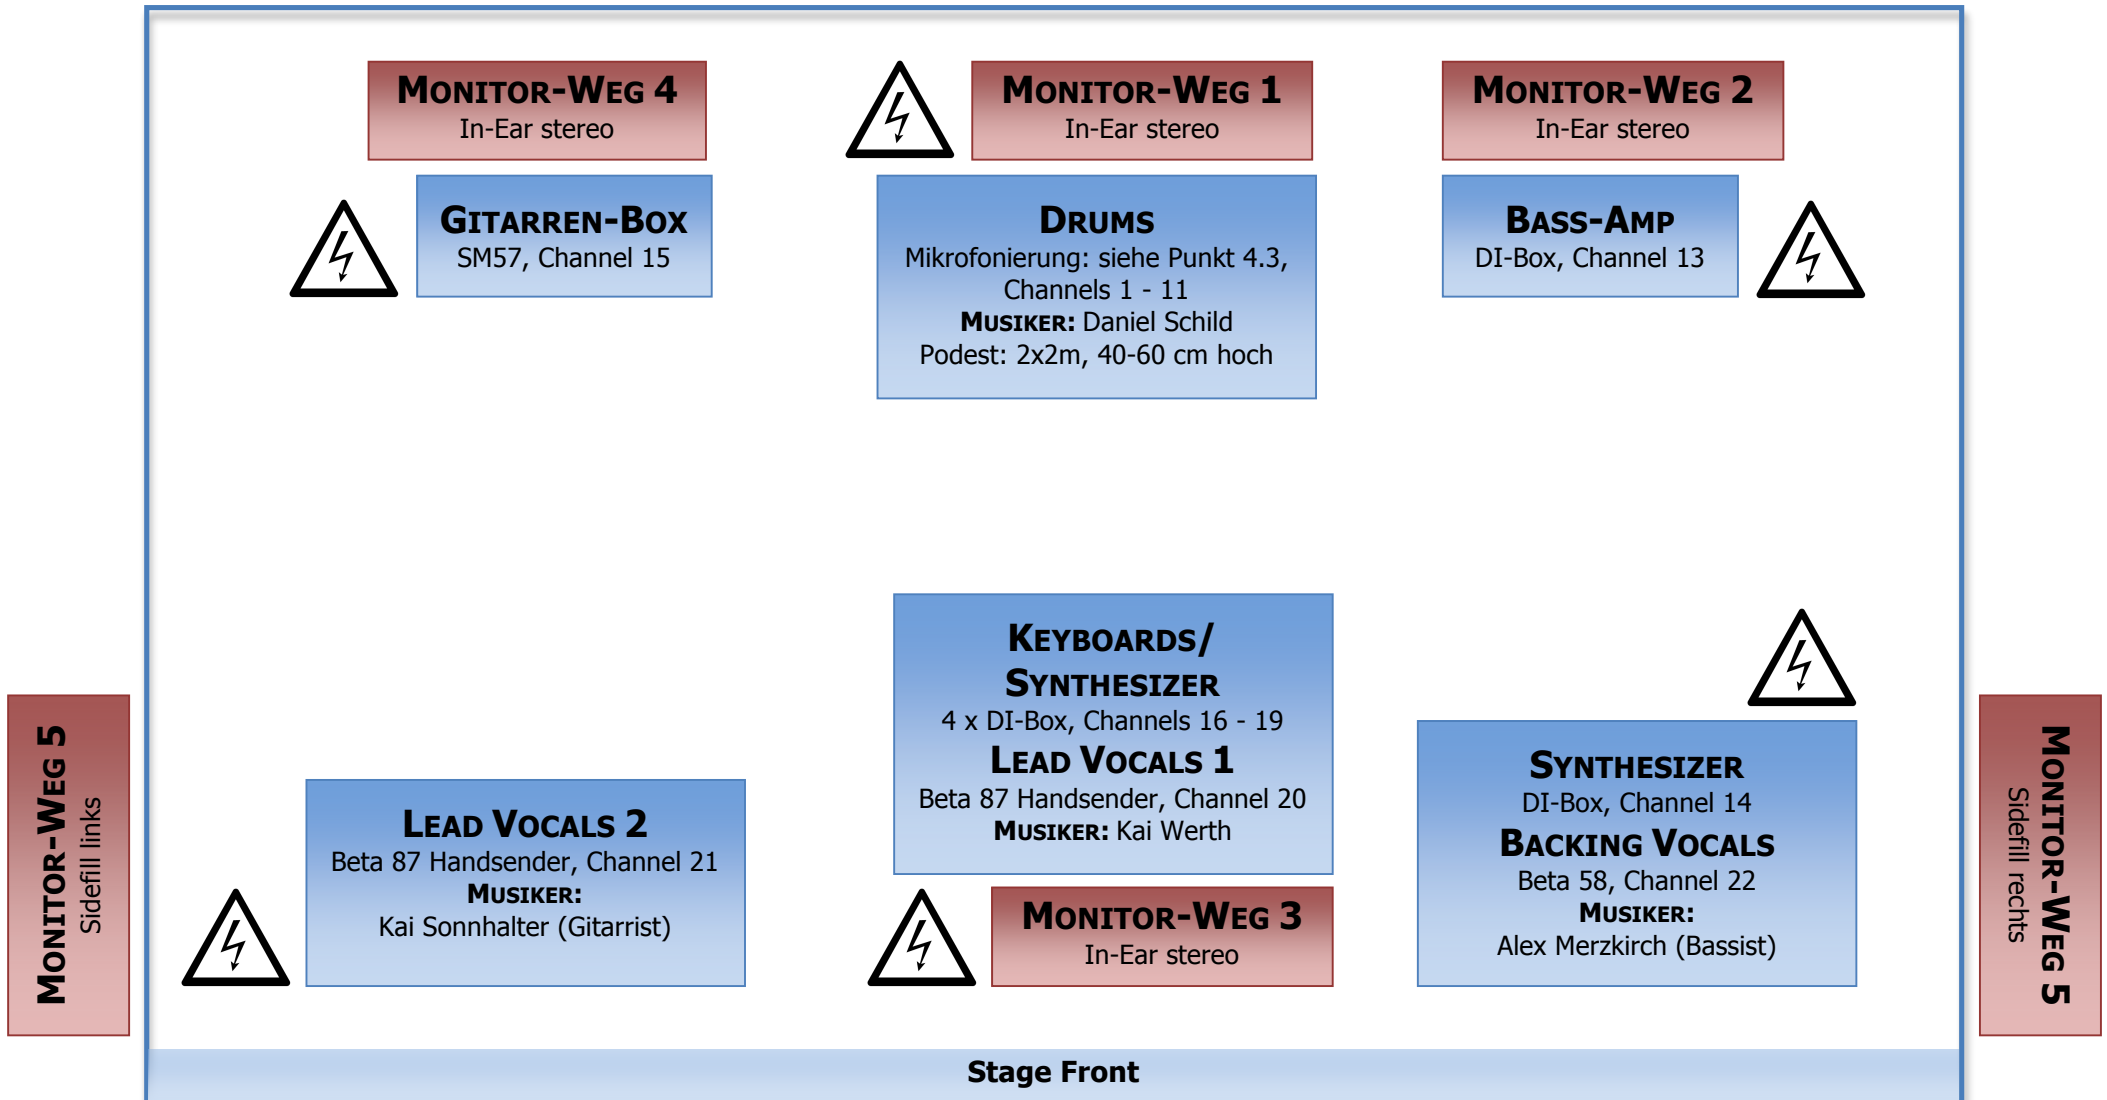 MONITOR-WEG 4
In-Ear stereo
MONITOR-WEG 1
In-Ear stereo
MONITOR-WEG 2
In-Ear stereo
GITARREN-BOX
SM57, Channel 15
DRUMS
Mikrofonierung: siehe Punkt 4.3,
Channels 1 - 11
MUSIKER: Daniel Schild
Podest: 2x2m, 40-60 cm hoch
BASS-AMP
DI-Box, Channel 13
MONITOR-WEG 5
Sidefill links
LEAD VOCALS 2
Beta 87 Handsender, Channel 21
MUSIKER:
Kai Sonnhalter (Gitarrist)
KEYBOARDS/
SYNTHESIZER
4 x DI-Box, Channels 16 - 19
LEAD VOCALS 1
Beta 87 Handsender, Channel 20
MUSIKER: Kai Werth
MONITOR-WEG 3
In-Ear stereo
SYNTHESIZER
DI-Box, Channel 14
BACKING VOCALS
Beta 58, Channel 22
MUSIKER:
Alex Merzkirch (Bassist)
MONITOR-WEG 5
Sidefill rechts
Stage Front